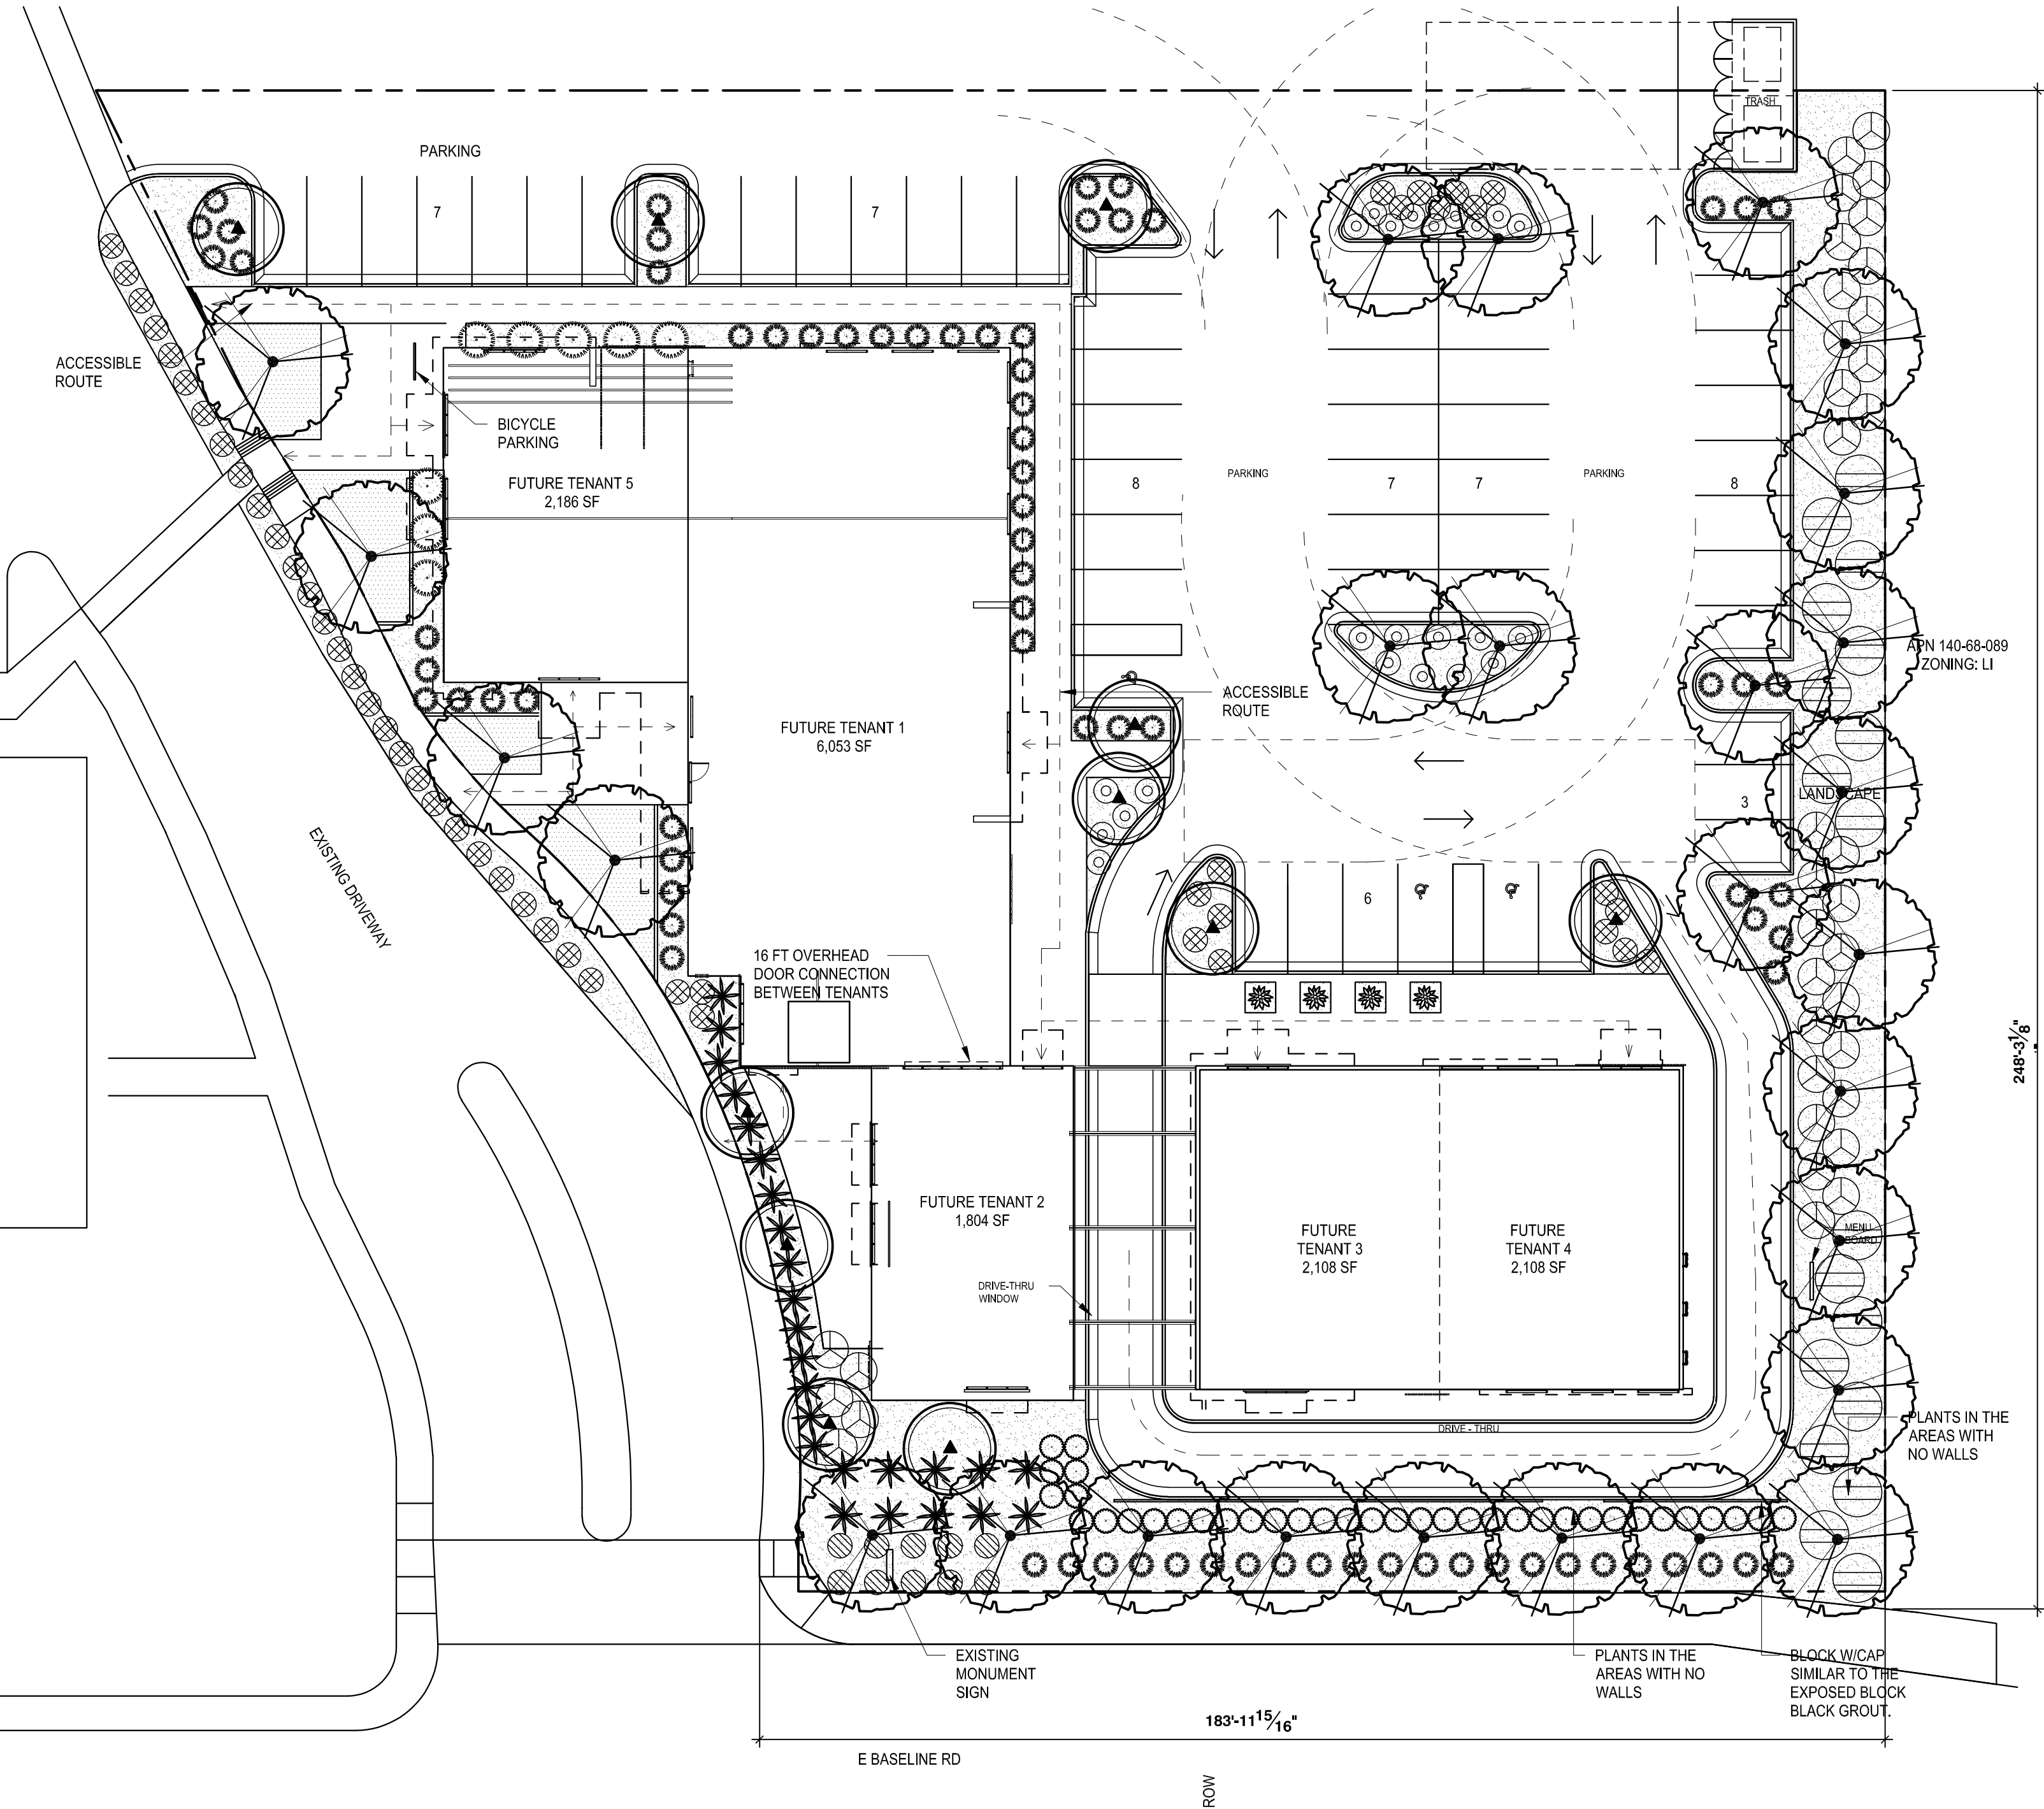 TRASH
PARKING
7
7
ACCESSIBLE
ROUTE
BICYCLE
PARKING
FUTURE TENANT 5
2,186 SF
8
PARKING
7
7
PARKING
8
APN 140-68-089
ZONING: LI
ACCESSIBLE
ROUTE
FUTURE TENANT 1
6,053 SF
3
LANDSCAPE
EXISTING DRIVEWAY
6
16 FT OVERHEAD
DOOR CONNECTION
BETWEEN TENANTS
248'-3 1/8"
FUTURE TENANT 2
1,804 SF
FUTURE
TENANT 3
2,108 SF
FUTURE
TENANT 4
2,108 SF
MENU
BOARD
DRIVE-THRU
WINDOW
DRIVE - THRU
PLANTS IN THE
AREAS WITH
NO WALLS
EXISTING
MONUMENT
SIGN
PLANTS IN THE
AREAS WITH NO
WALLS
BLOCK W/CAP
SIMILAR TO THE
EXPOSED BLOCK
BLACK GROUT.
183'-11 15/16"
E BASELINE RD
ROW